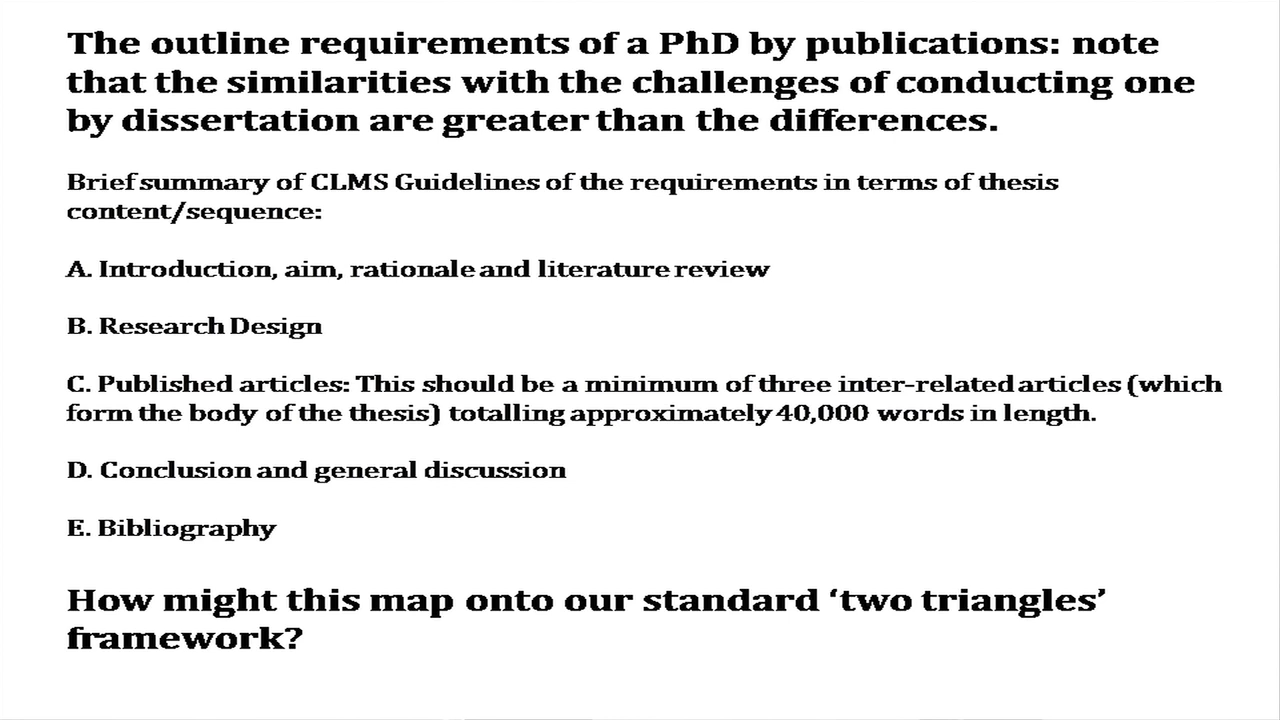 The outline requirements of a PhD by publications: note
that the similarities with the challenges of conducting one
by dissertation are greater than the differences.
Brief summary of CLMS Guidelines of the requirements in terms of thesis
content/sequence:
A. Introduction, aim, rationale and literature review
B. Research Design
C. Published articles: This should be a minimum of three inter-related articles (which
form the body of the thesis) totalling approximately 40,000 words in length.
D. Conclusion and general discussion
E. Bibliography
How might this map onto our standard ‘two triangles’
framework?